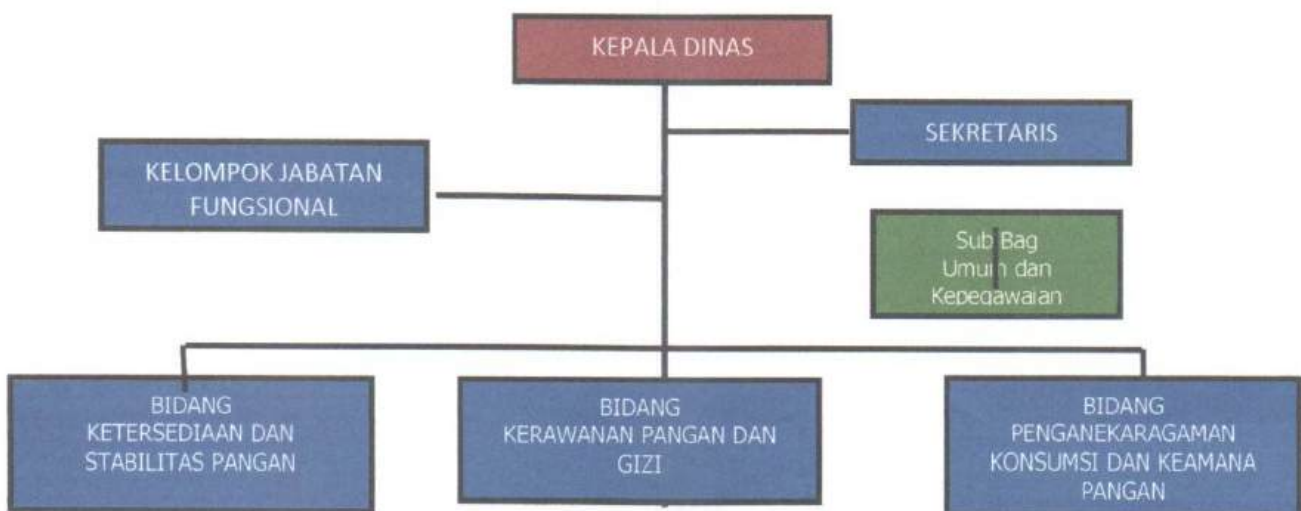 KEPALA DINAS
SEKRETARIS
KELOMPOK JABATAN
FUNGSIONAL
Sub Bag
Umum dan
Kepegawaian
BIDANG
KETERSEDIAAN DAN
STABILITAS PANGAN
BIDANG
KERAWANAN PANGAN DAN
GIZI
BIDANG
PENGANEKARAGAMAN
KONSUMSI DAN KEAMANA
PANGAN